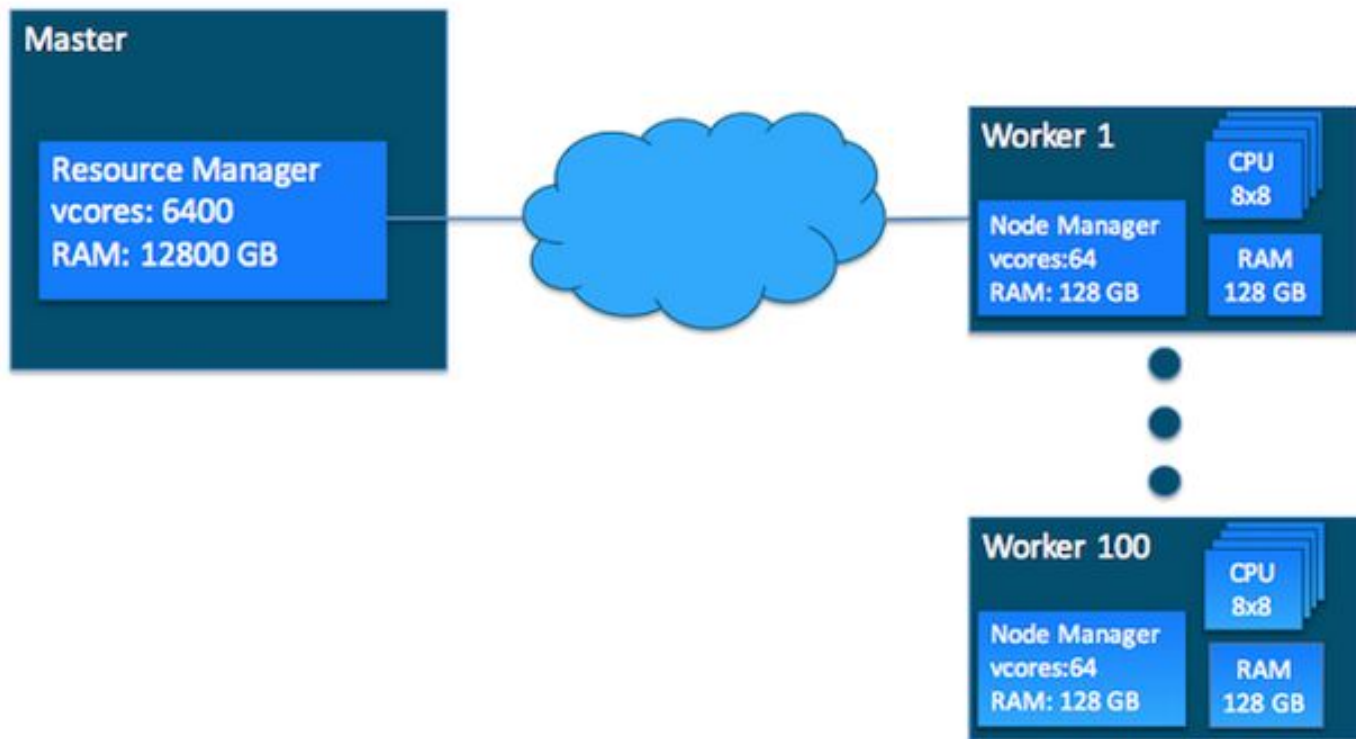 Master
Resource Manager
vcores: 6400
RAM: 12800 GB
Worker 1
CPU
8x8
Node Manager
vcores:64
RAM: 128 GB
RAM
128 GB
Worker 100
CPU
8x8
Node Manager
vcores:64
RAM: 128 GB
RAM
128 GB